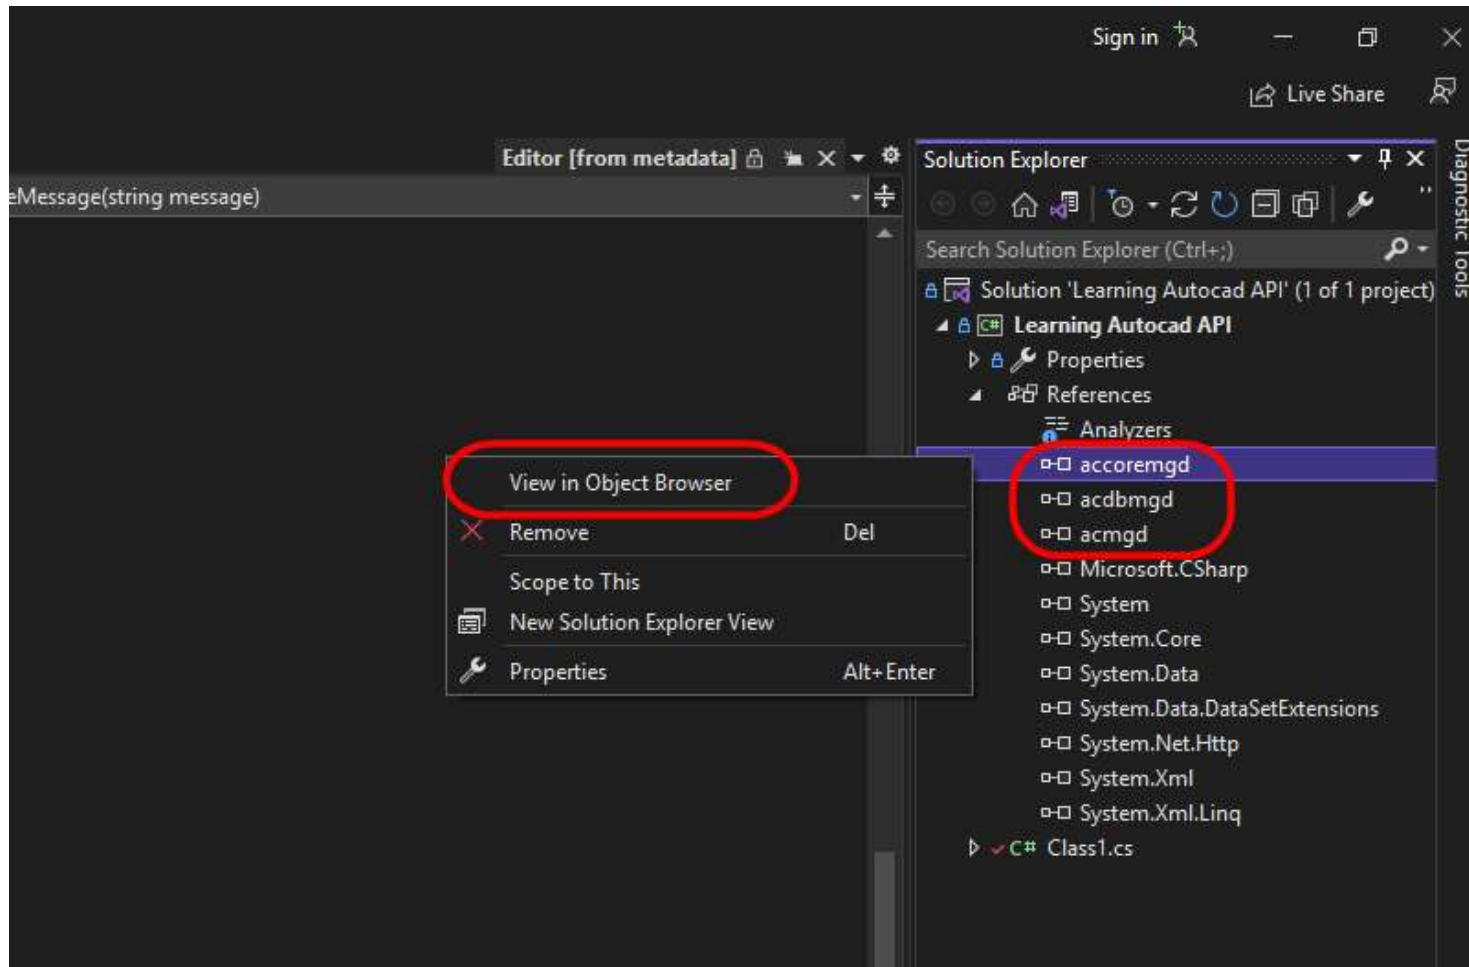 Sign in
Live Share
Editor [from metadata]
Solution Explorer
Diagnostic Tools
eMessage(string message)
Search Solution Explorer (Ctrl+;)
Solution 'Learning Autocad API' (1 of 1 project)
C# Learning Autocad API
Properties
References
Analyzers
accoremgd
View in Object Browser
acdbmgd
Remove Del
acmgd
Microsoft.CSharp
Scope to This
System
New Solution Explorer View
System.Core
Properties Alt+Enter
System.Data
System.Data.DataSetExtensions
System.Net.Http
System.Xml
System.Xml.Linq
C# Class1.cs